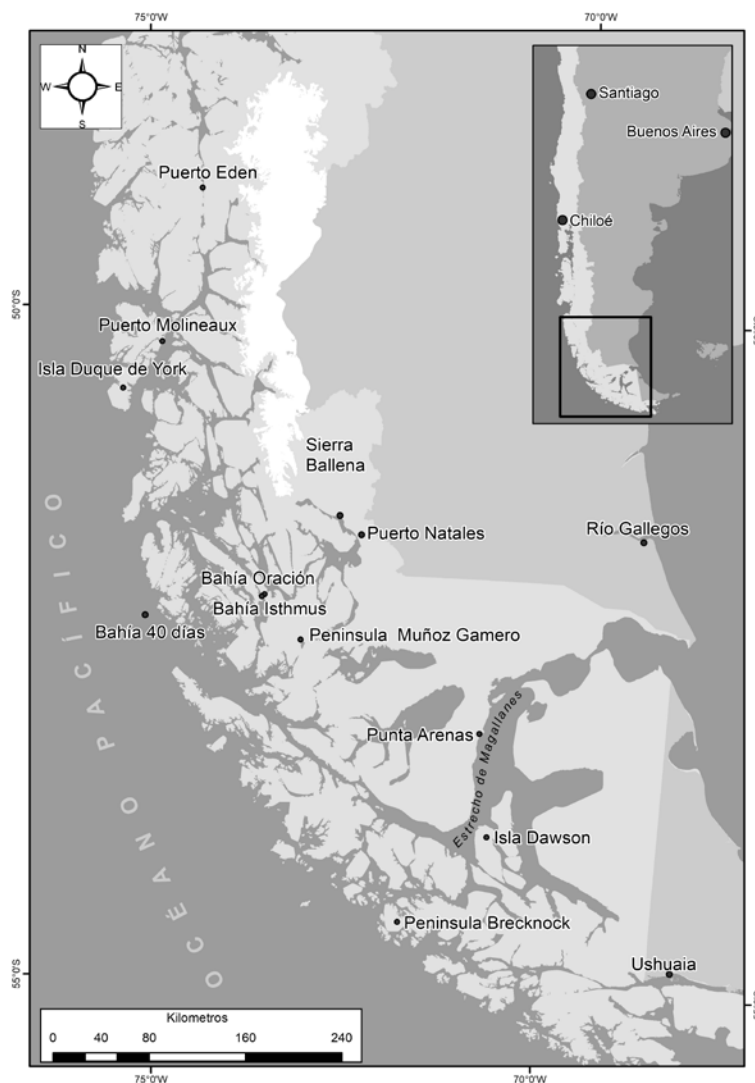 75°0'W
70°0'W
N
W
E
S
Santiago
Buenos Aires
Chiloé
Puerto Eden
50°0'S
Puerto Molineaux
Isla Duque de York
Sierra
Ballena
Puerto Natales
Río Gallegos
Bahía Oración
Bahía Isthmus
Bahía 40 días
Peninsula Muñoz Gamero
OCÉANO PACÍFICO
Punta Arenas
Estrecho de Magallanes
Isla Dawson
Peninsula Brecknock
Ushuaia
55°0'S
Kilometros
0 40 80 160 240
75°0'W
70°0'W